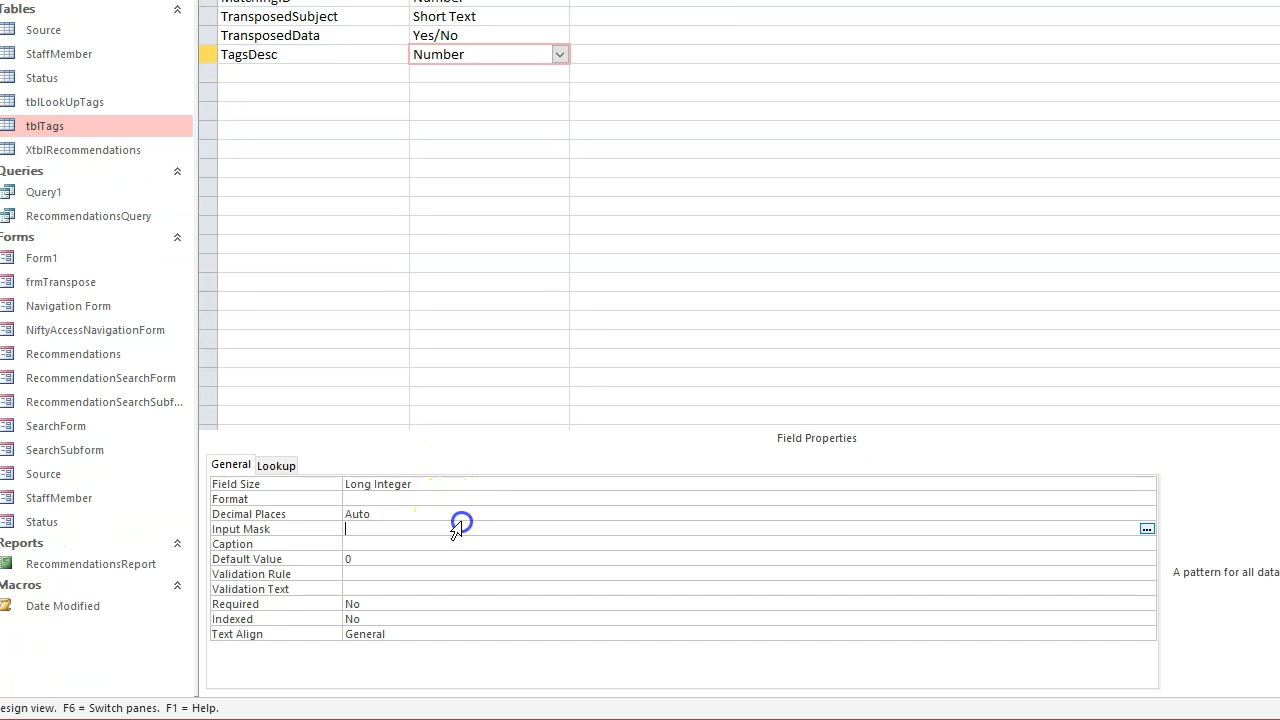 Tables
Source
StaffMember
Status
tblLookUpTags
tblTags
XtblRecommendations
Queries
Query1
RecommendationsQuery
Forms
Form1
frmTranspose
Navigation Form
NiftyAccessNavigationForm
Recommendations
RecommendationSearchForm
RecommendationSearchSubf...
SearchForm
SearchSubform
Source
StaffMember
Status
Reports
RecommendationsReport
Macros
Date Modified
MatchingID Number
TransposedSubject Short Text
TransposedData Yes/No
TagsDesc Number
Field Properties
General Lookup
Field Size Long Integer
Format
Decimal Places Auto
Input Mask ...
Caption
Default Value 0
Validation Rule
Validation Text
Required No
Indexed No
Text Align General
A pattern for all data
esign view. F6 = Switch panes. F1 = Help.